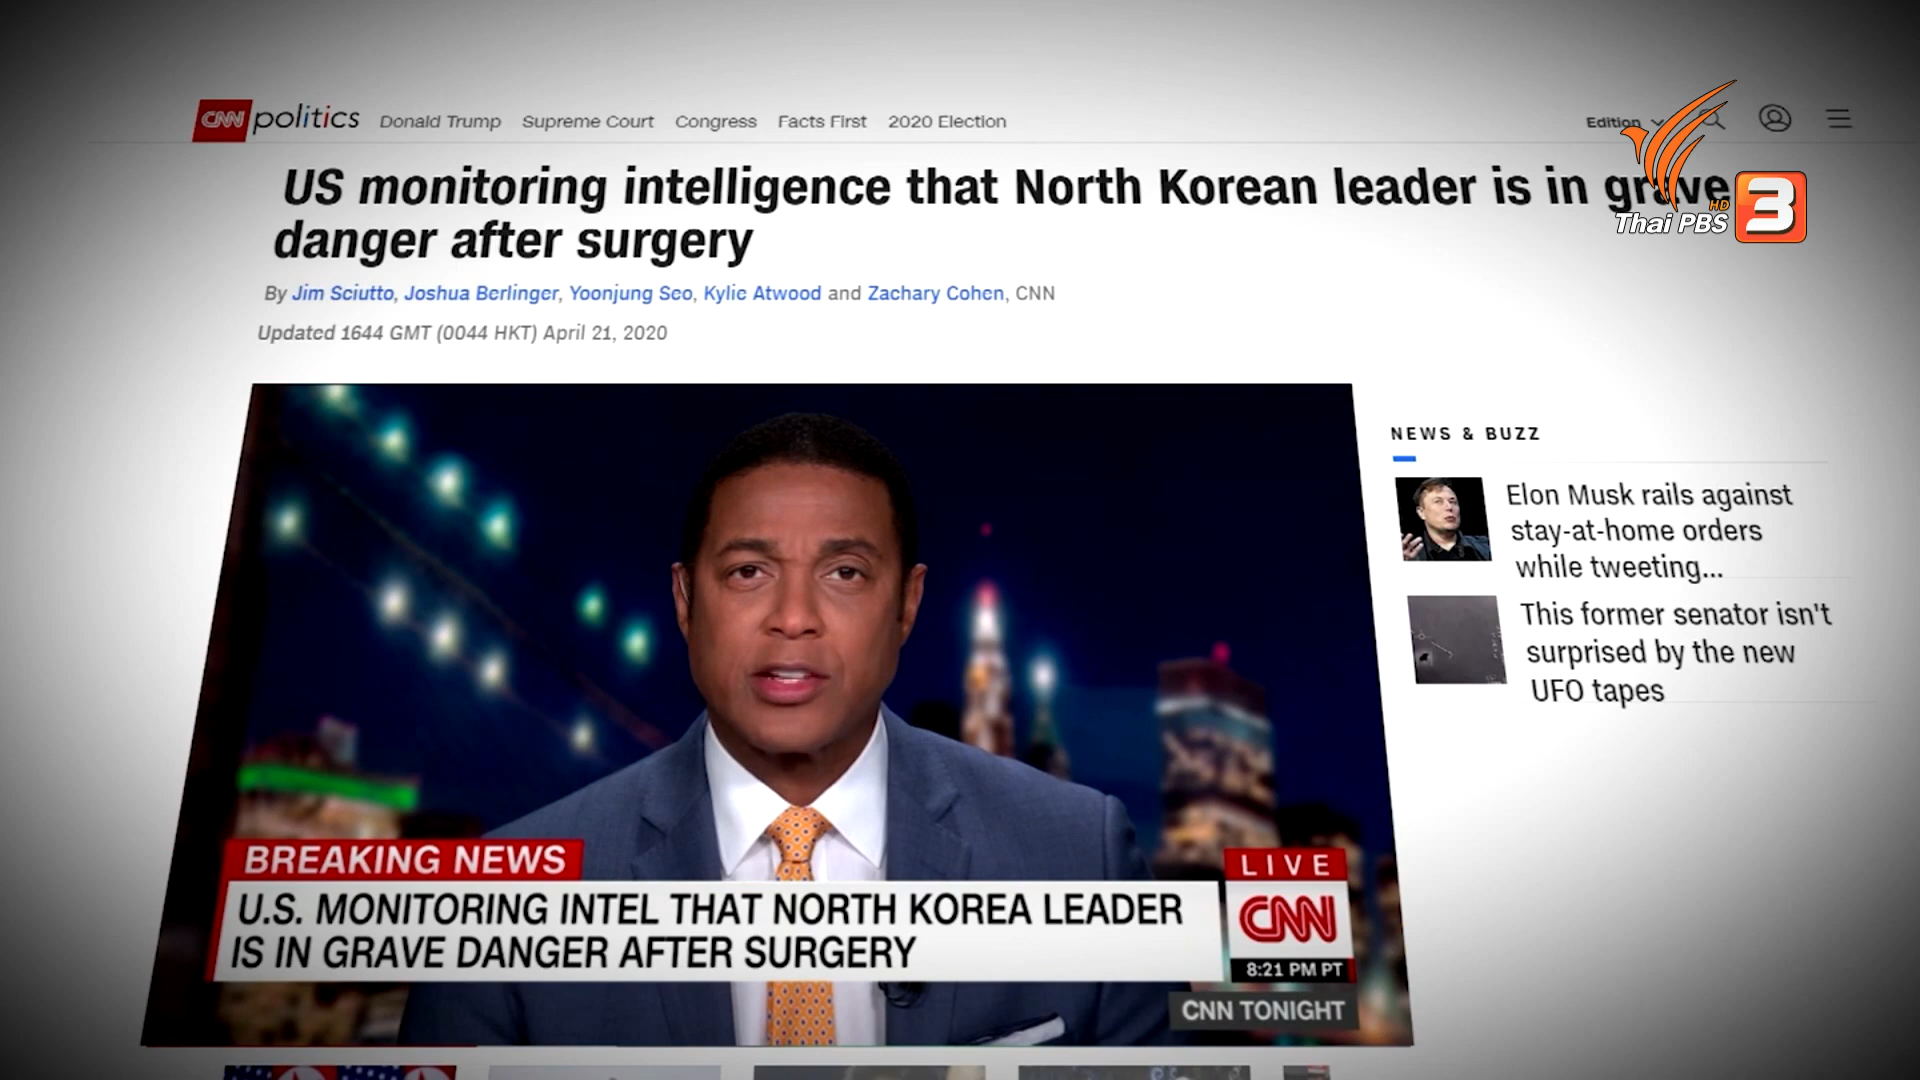 CNN politics Donald Trump Supreme Court Congress Facts First 2020 Election Edition
US monitoring intelligence that North Korean leader is in grave
danger after surgery
HD
Thai PBS 3
By Jim Sciutto, Joshua Berlinger, Yoonjung Seo, Kylie Atwood and Zachary Cohen, CNN
Updated 1644 GMT (0044 HKT) April 21, 2020
NEWS & BUZZ
Elon Musk rails against
stay-at-home orders
while tweeting...
This former senator isn't
surprised by the new
UFO tapes
BREAKING NEWS
U.S. MONITORING INTEL THAT NORTH KOREA LEADER
IS IN GRAVE DANGER AFTER SURGERY
LIVE
CNN
8:21 PM PT
CNN TONIGHT